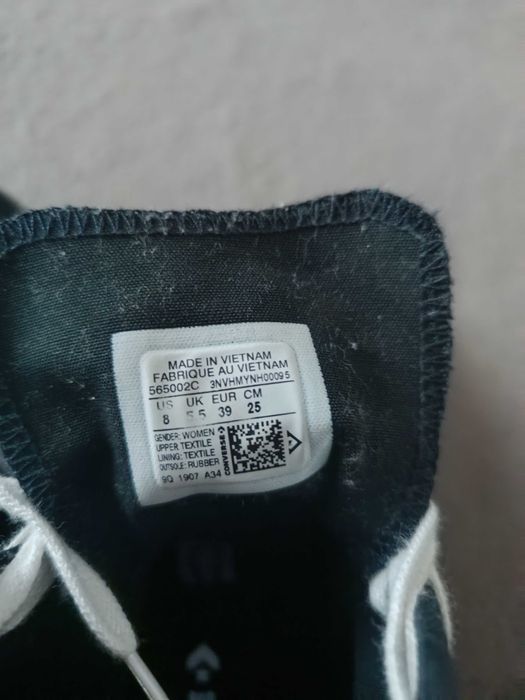 MADE IN VIETNAM
FABRIQUE AU VIETNAM
565002C 3NVHMYNH00095
US UK EUR CM
8 5.5 39 25
GENDER: WOMEN
UPPER: TEXTILE
LINING: TEXTILE
OUTSOLE: RUBBER
9Q 1907 A34
CONVERSE